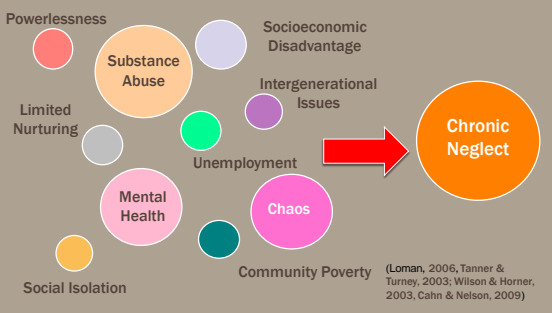 Powerlessness
Substance
Abuse
Socioeconomic
Disadvantage
Intergenerational
Issues
Limited
Nurturing
Unemployment
Chronic
Neglect
Mental
Health
Chaos
Community Poverty
Social Isolation
(Loman, 2006, Tanner &
Turney, 2003; Wilson & Horner,
2003, Cahn & Nelson, 2009)